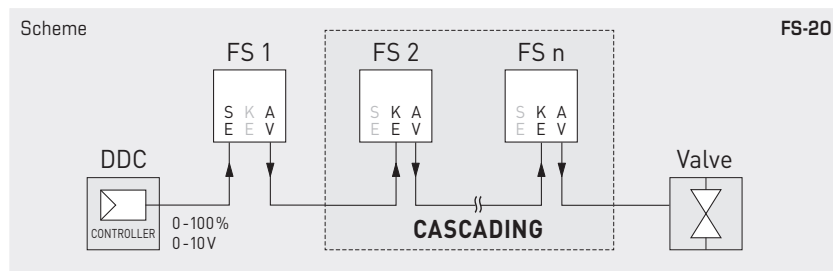 Scheme
FS-20
FS 1
FS 2
FS n
S K A
E E V
S K A
E E V
S K A
E E V
DDC
CONTROLLER
0-100%
0-10V
CASCADING
Valve